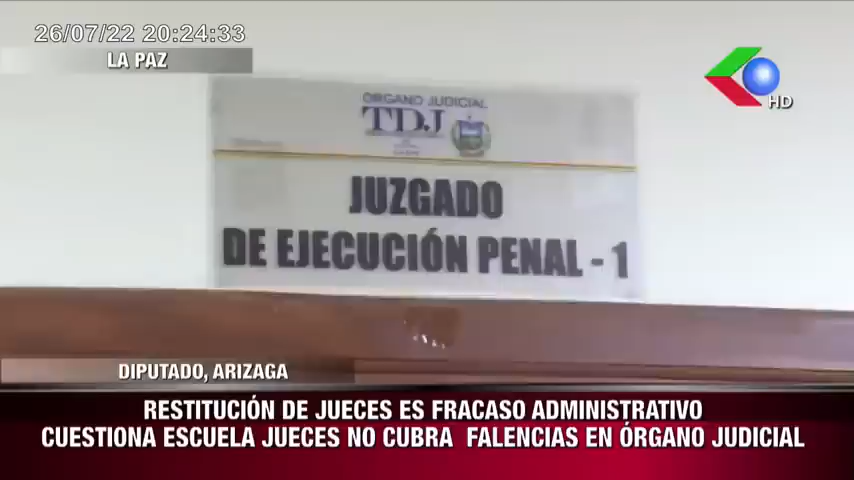 26/07/22 20:24:33
LA PAZ
HD
ÓRGANO JUDICIAL
TDJ
JUZGADO
DE EJECUCIÓN PENAL - 1
DIPUTADO, ARIZAGA
RESTITUCIÓN DE JUECES ES FRACASO ADMINISTRATIVO
CUESTIONA ESCUELA JUECES NO CUBRA FALENCIAS EN ÓRGANO JUDICIAL